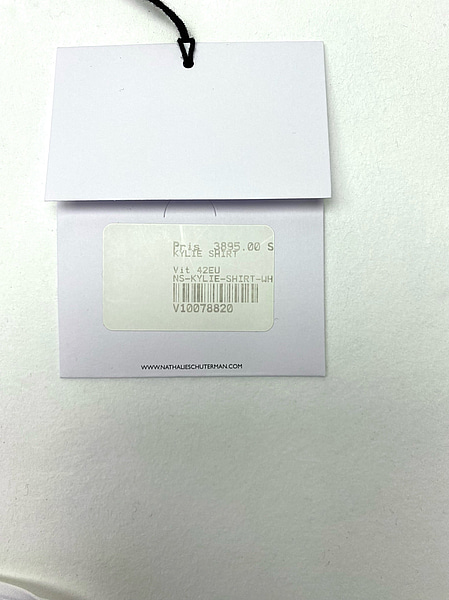 Pris 3895.00 S
KYLIE SHIRT
Vit 42EU
NS-KYLIE-SHIRT-WH
V10078820
WWW.NATHALIESCHUTERMAN.COM